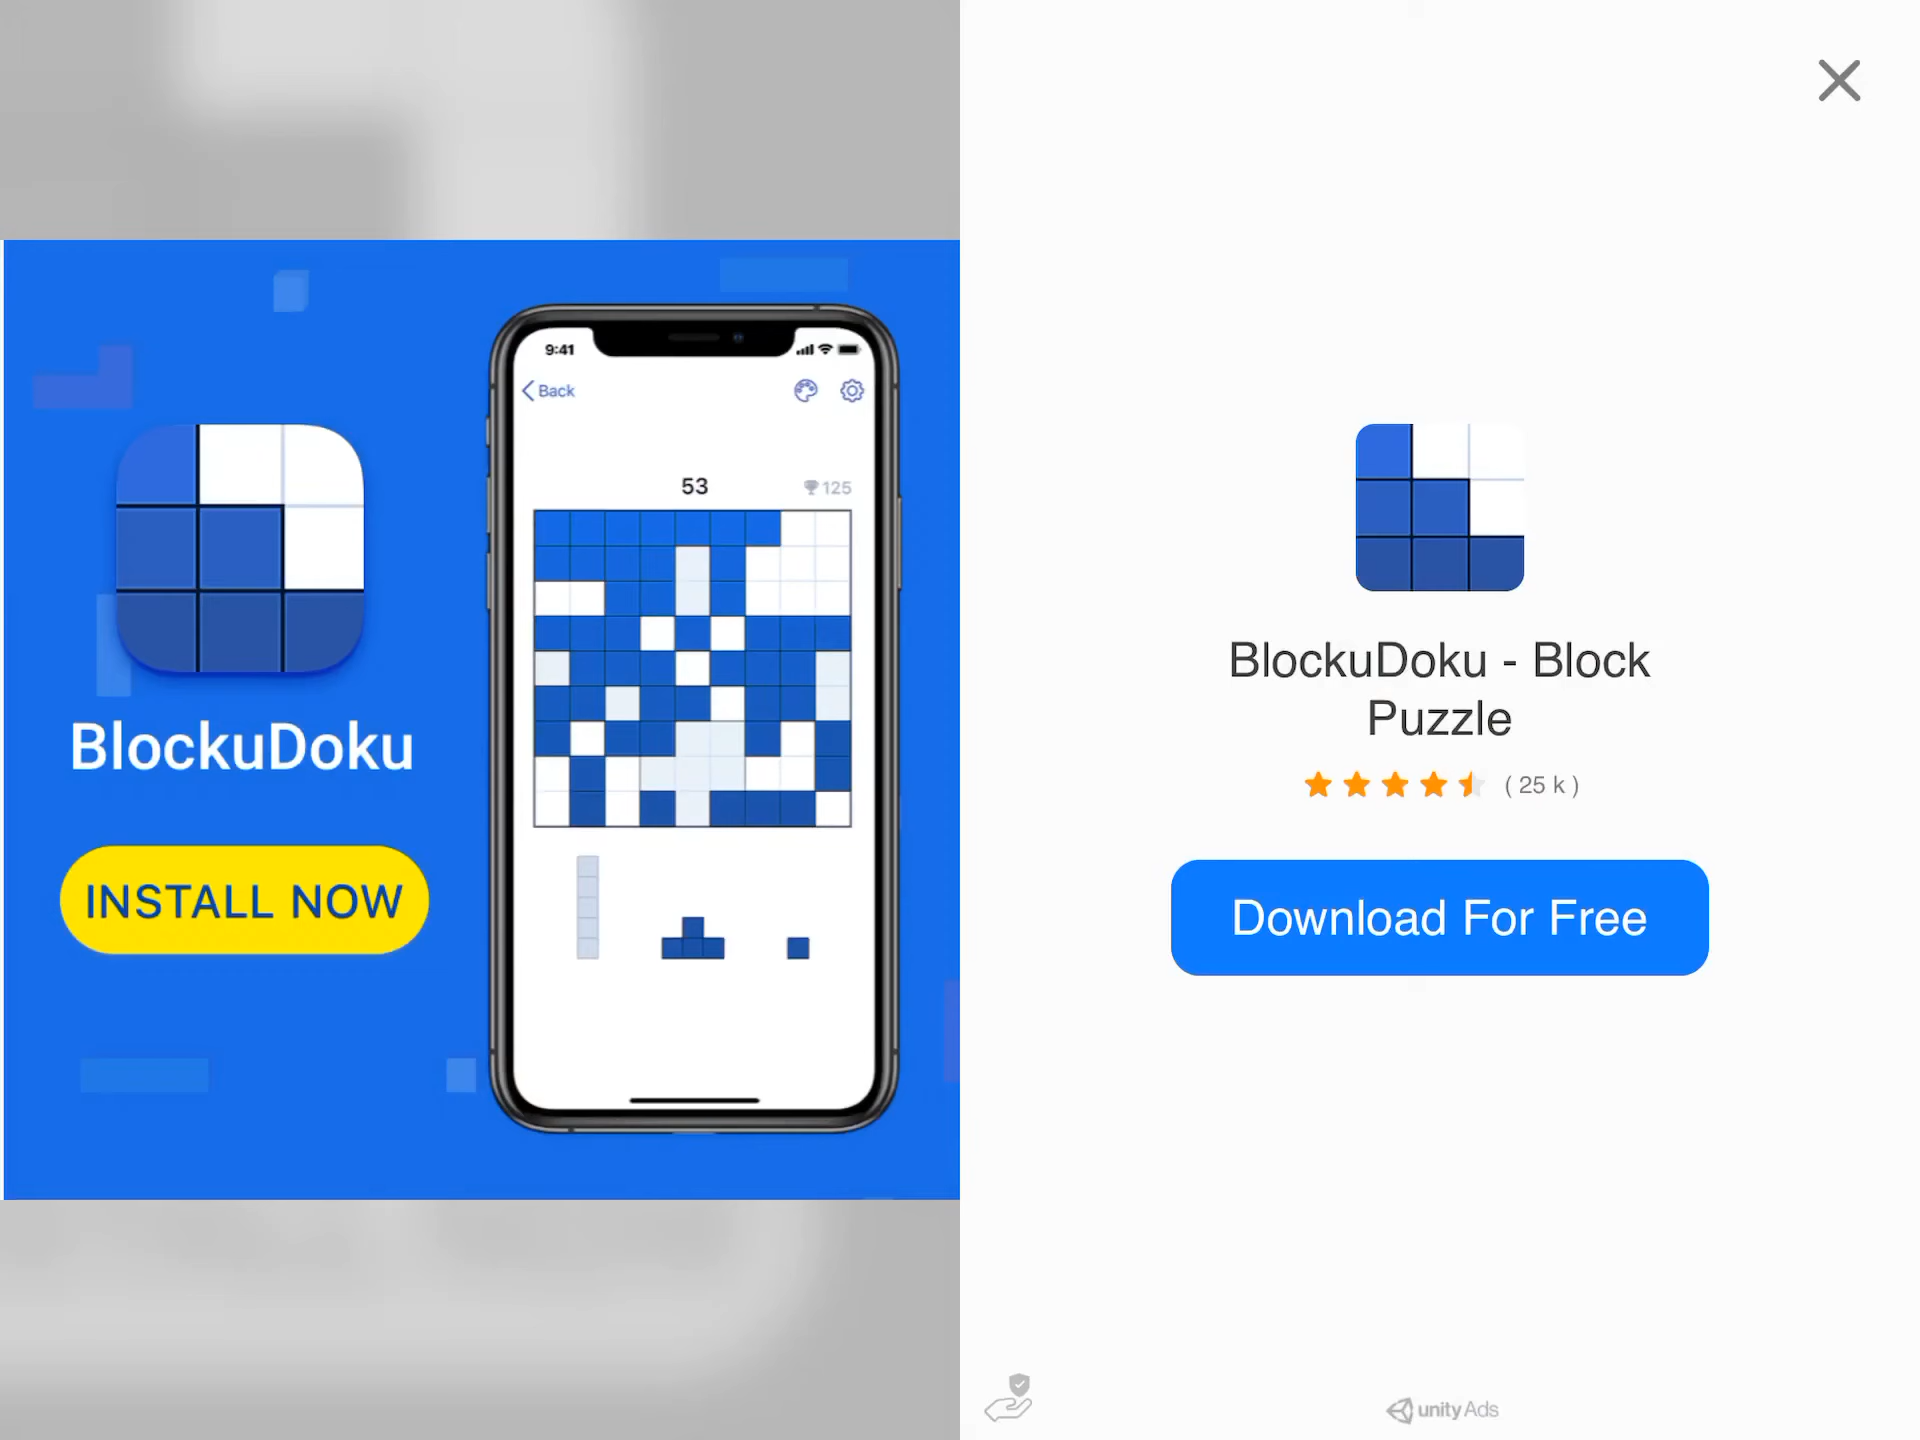 9:41
Back
53
125
BlockuDoku
INSTALL NOW
BlockuDoku - Block
Puzzle
( 25 k )
Download For Free
unity Ads